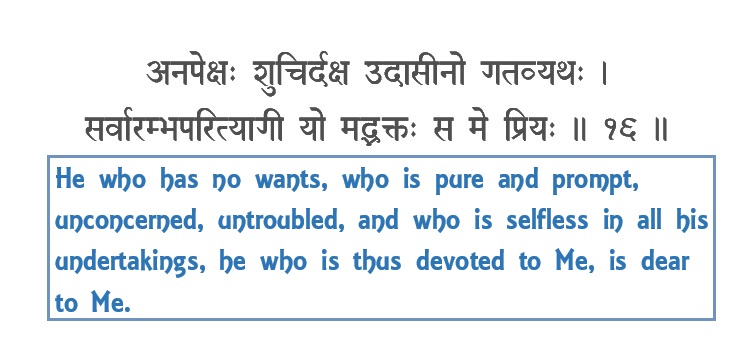 अनपेक्षः शुचिर्दक्ष उदासीनो गतव्यथः ।
सर्वारम्भपरित्यागी यो मद्भक्तः स मे प्रियः ॥ १६ ॥
He who has no wants, who is pure and prompt,
unconcerned, untroubled, and who is selfless in all his
undertakings, he who is thus devoted to Me, is dear
to Me.